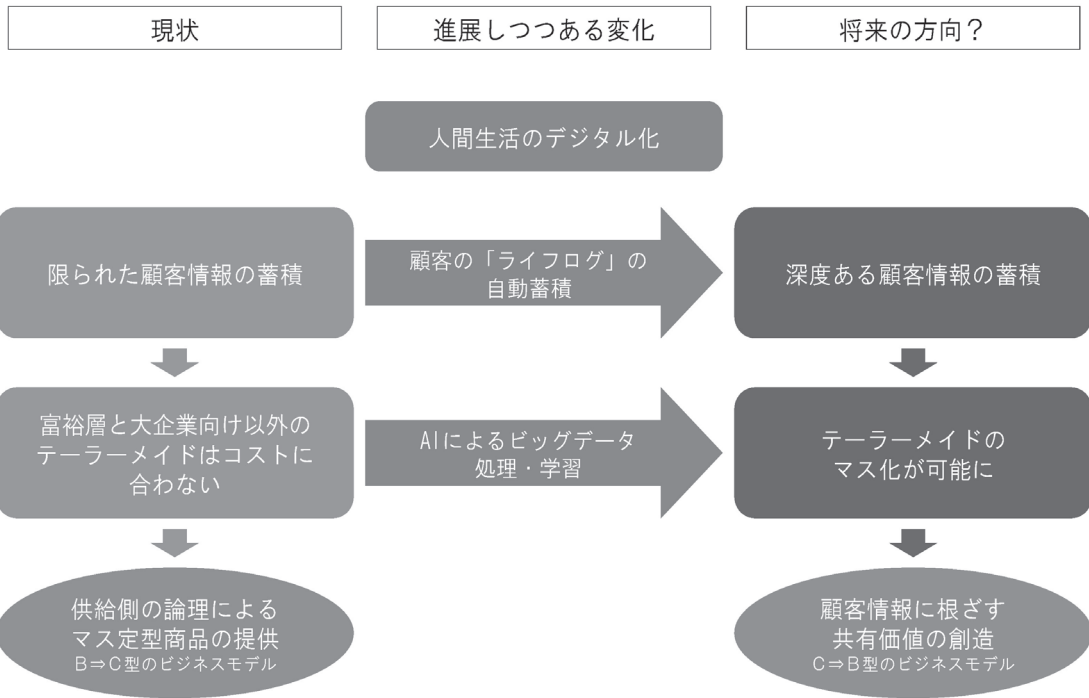 現状
進展しつつある変化
将来の方向？
人間生活のデジタル化
限られた顧客情報の蓄積
顧客の「ライフログ」の
自動蓄積
深度ある顧客情報の蓄積
富裕層と大企業向け以外の
テーラーメイドはコストに
合わない
AIによるビッグデータ
処理・学習
テーラーメイドの
マス化が可能に
供給側の論理による
マス定型商品の提供
B⇒C型のビジネスモデル
顧客情報に根ざす
共有価値の創造
C⇒B型のビジネスモデル